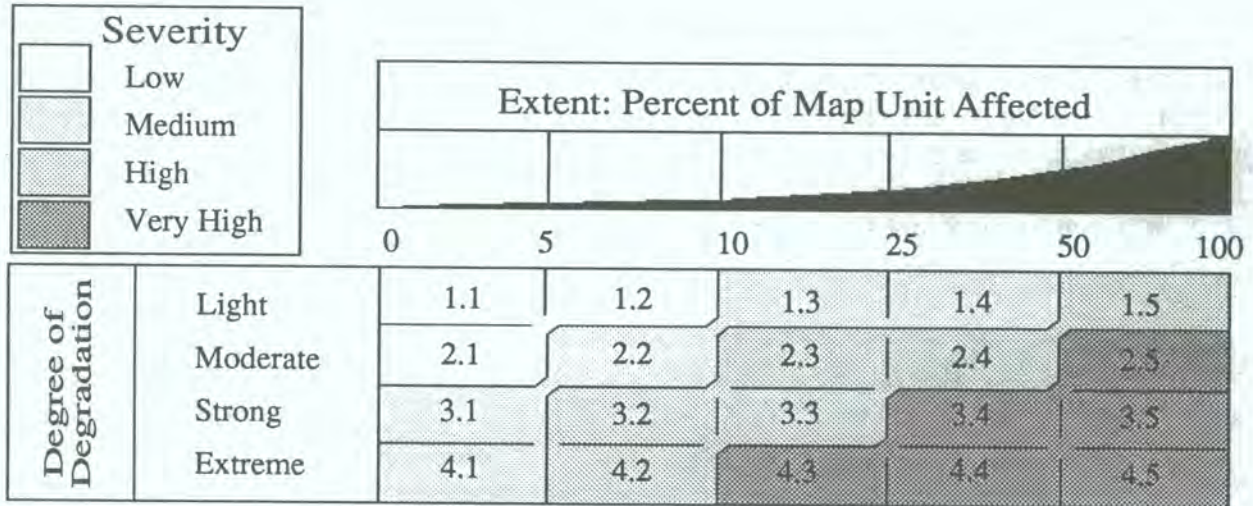 Severity
Low
Medium
High
Very High
Extent: Percent of Map Unit Affected
0 5 10 25 50 100
Degree of
Degradation
Light 1.1 1.2 1.3 1.4 1.5
Moderate 2.1 2.2 2.3 2.4 2.5
Strong 3.1 3.2 3.3 3.4 3.5
Extreme 4.1 4.2 4.3 4.4 4.5